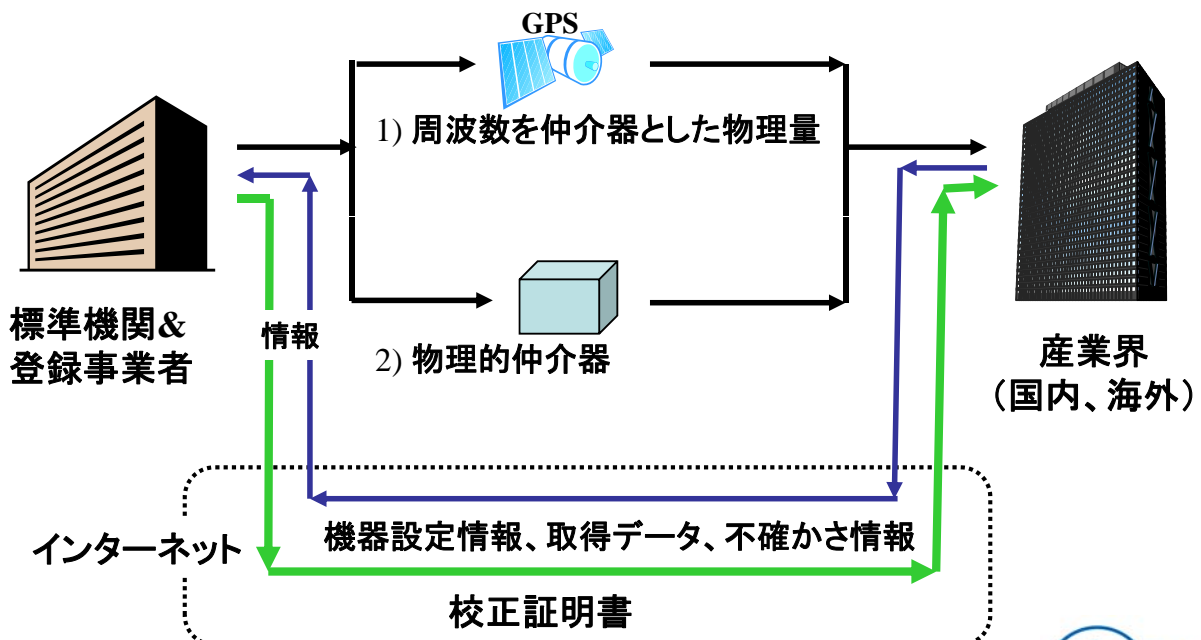 GPS
1) 周波数を仲介器とした物理量
標準機関&
登録事業者
情報
2) 物理的仲介器
産業界
（国内、海外）
インターネット
機器設定情報、取得データ、不確かさ情報
校正証明書